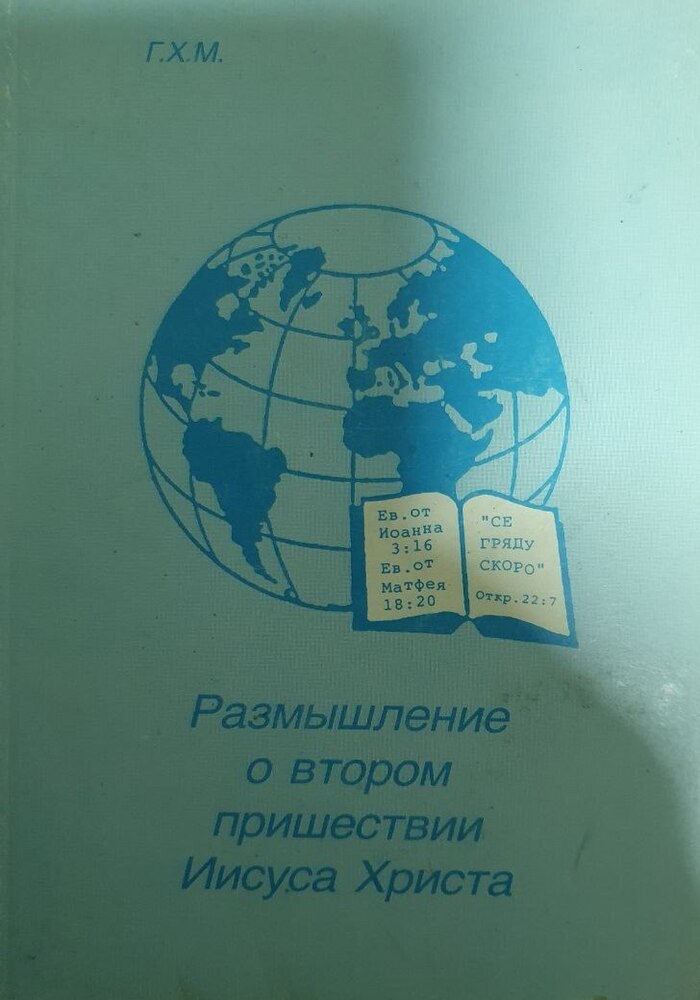 Г.Х.М.
Ев.от
Иоанна
3:16
Ев.от
Матфея
18:20
"СЕ
ГРЯДУ
СКОРО"
Откр.22:7
Размышление
о втором
пришествии
Иисуса Христа